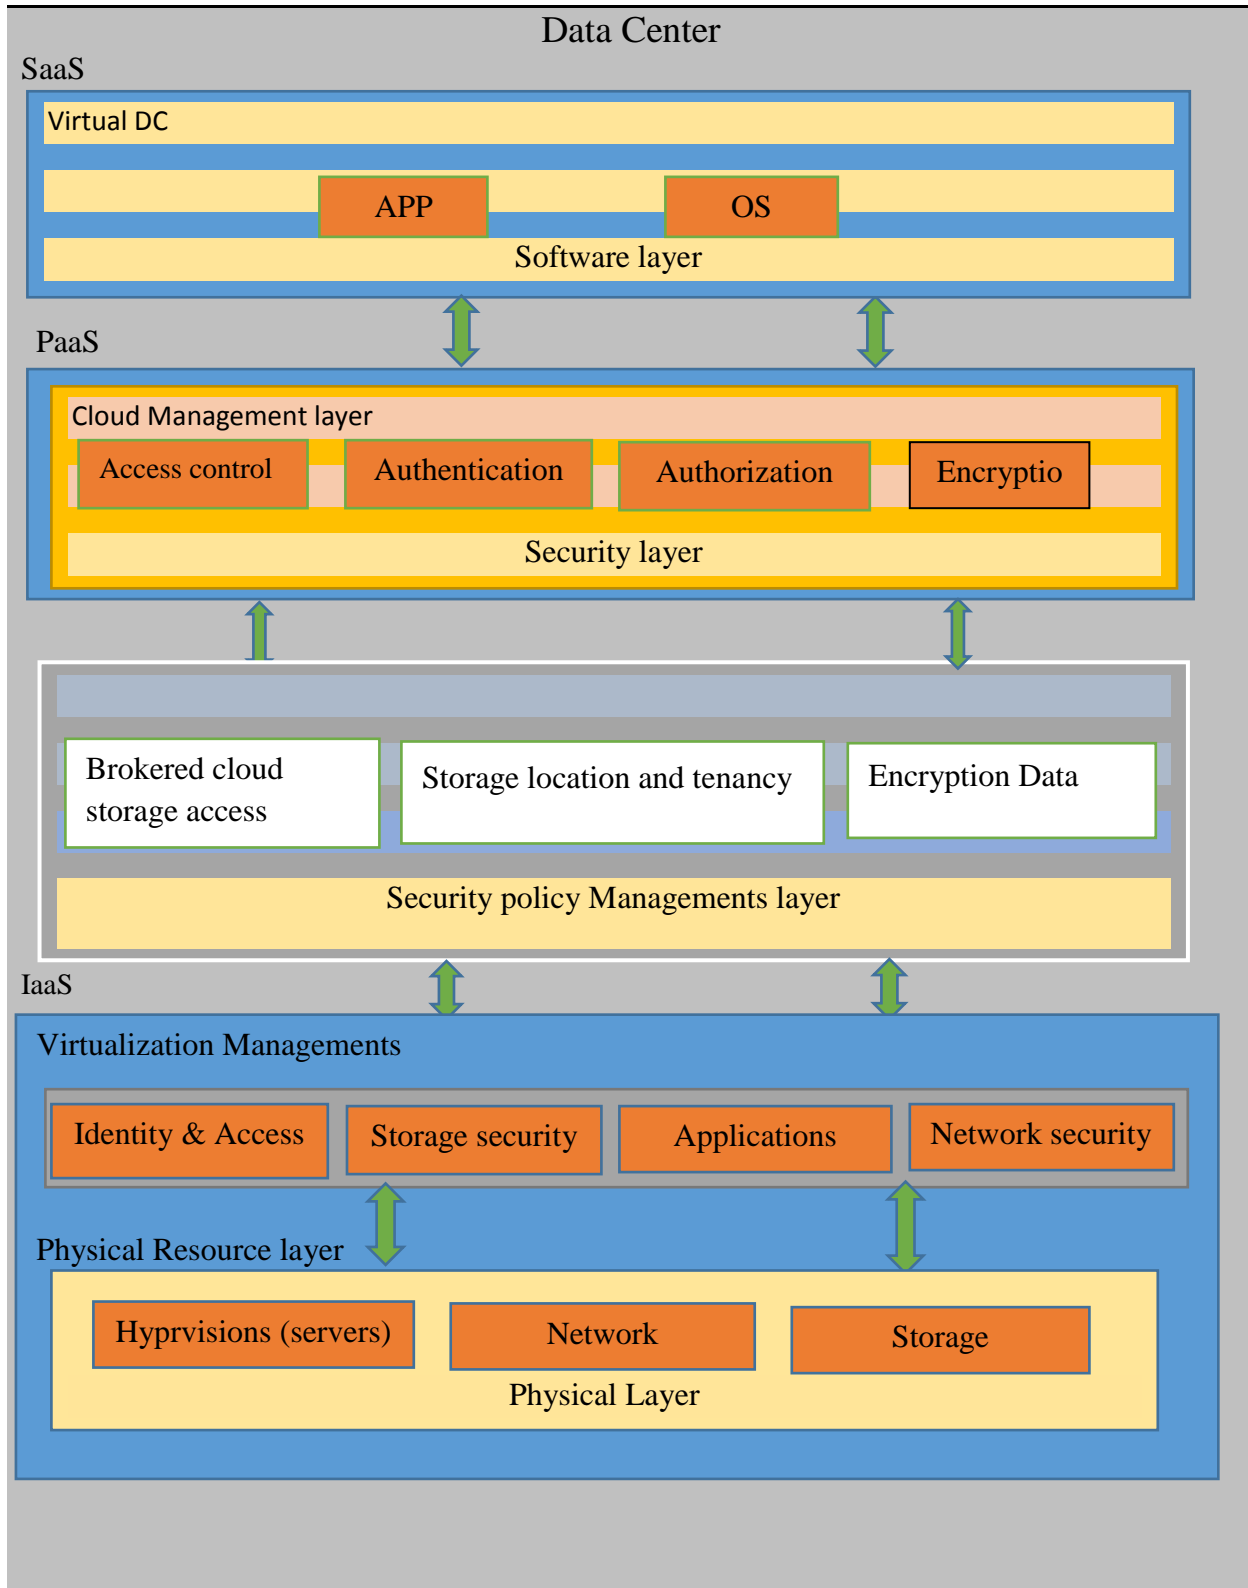 Data Center
SaaS
Virtual DC
APP
OS
Software layer
PaaS
Cloud Management layer
Access control
Authentication
Authorization
Encryptio
Security layer
Brokered cloud
storage access
Storage location and tenancy
Encryption Data
Security policy Managements layer
IaaS
Virtualization Managements
Identity & Access
Storage security
Applications
Network security
Physical Resource layer
Hyprvisions (servers)
Network
Storage
Physical Layer